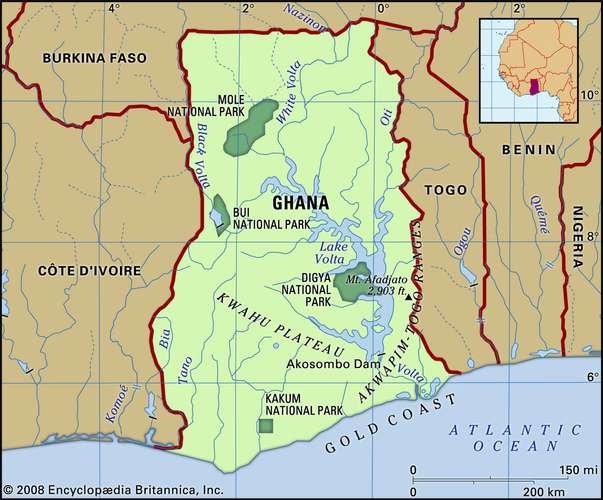 4°
2°
Nazinon
0°
BURKINA FASO
MOLE
NATIONAL PARK
White Volta
Oti
10°
2°
Black Volta
BENIN
GHANA
TOGO
BUI
NATIONAL PARK
Quémé
NIGERIA
Ogou
8°
Lake
Volta
CÔTE D'IVOIRE
DIGYA
NATIONAL
PARK
Mt. Afadjato
2,903 ft.
AKWAPIM-TOGO RANGES
KWAHU PLATEAU
Bia
Tano
Akosombo Dam
Volta
6°
Komoé
KAKUM
NATIONAL PARK
GOLD COAST
ATLANTIC
OCEAN
0 150 mi
0 200 km
© 2008 Encyclopædia Britannica, Inc.